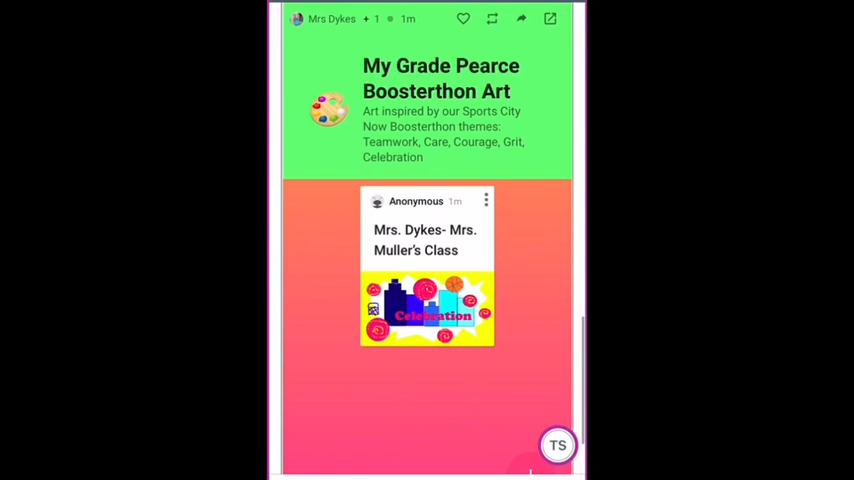 Mrs Dykes + 1 1m
My Grade Pearce
Boosterthon Art
Art inspired by our Sports City
Now Boosterthon themes:
Teamwork, Care, Courage, Grit,
Celebration
Anonymous 1m
Mrs. Dykes- Mrs.
Muller's Class
Celebration
TS